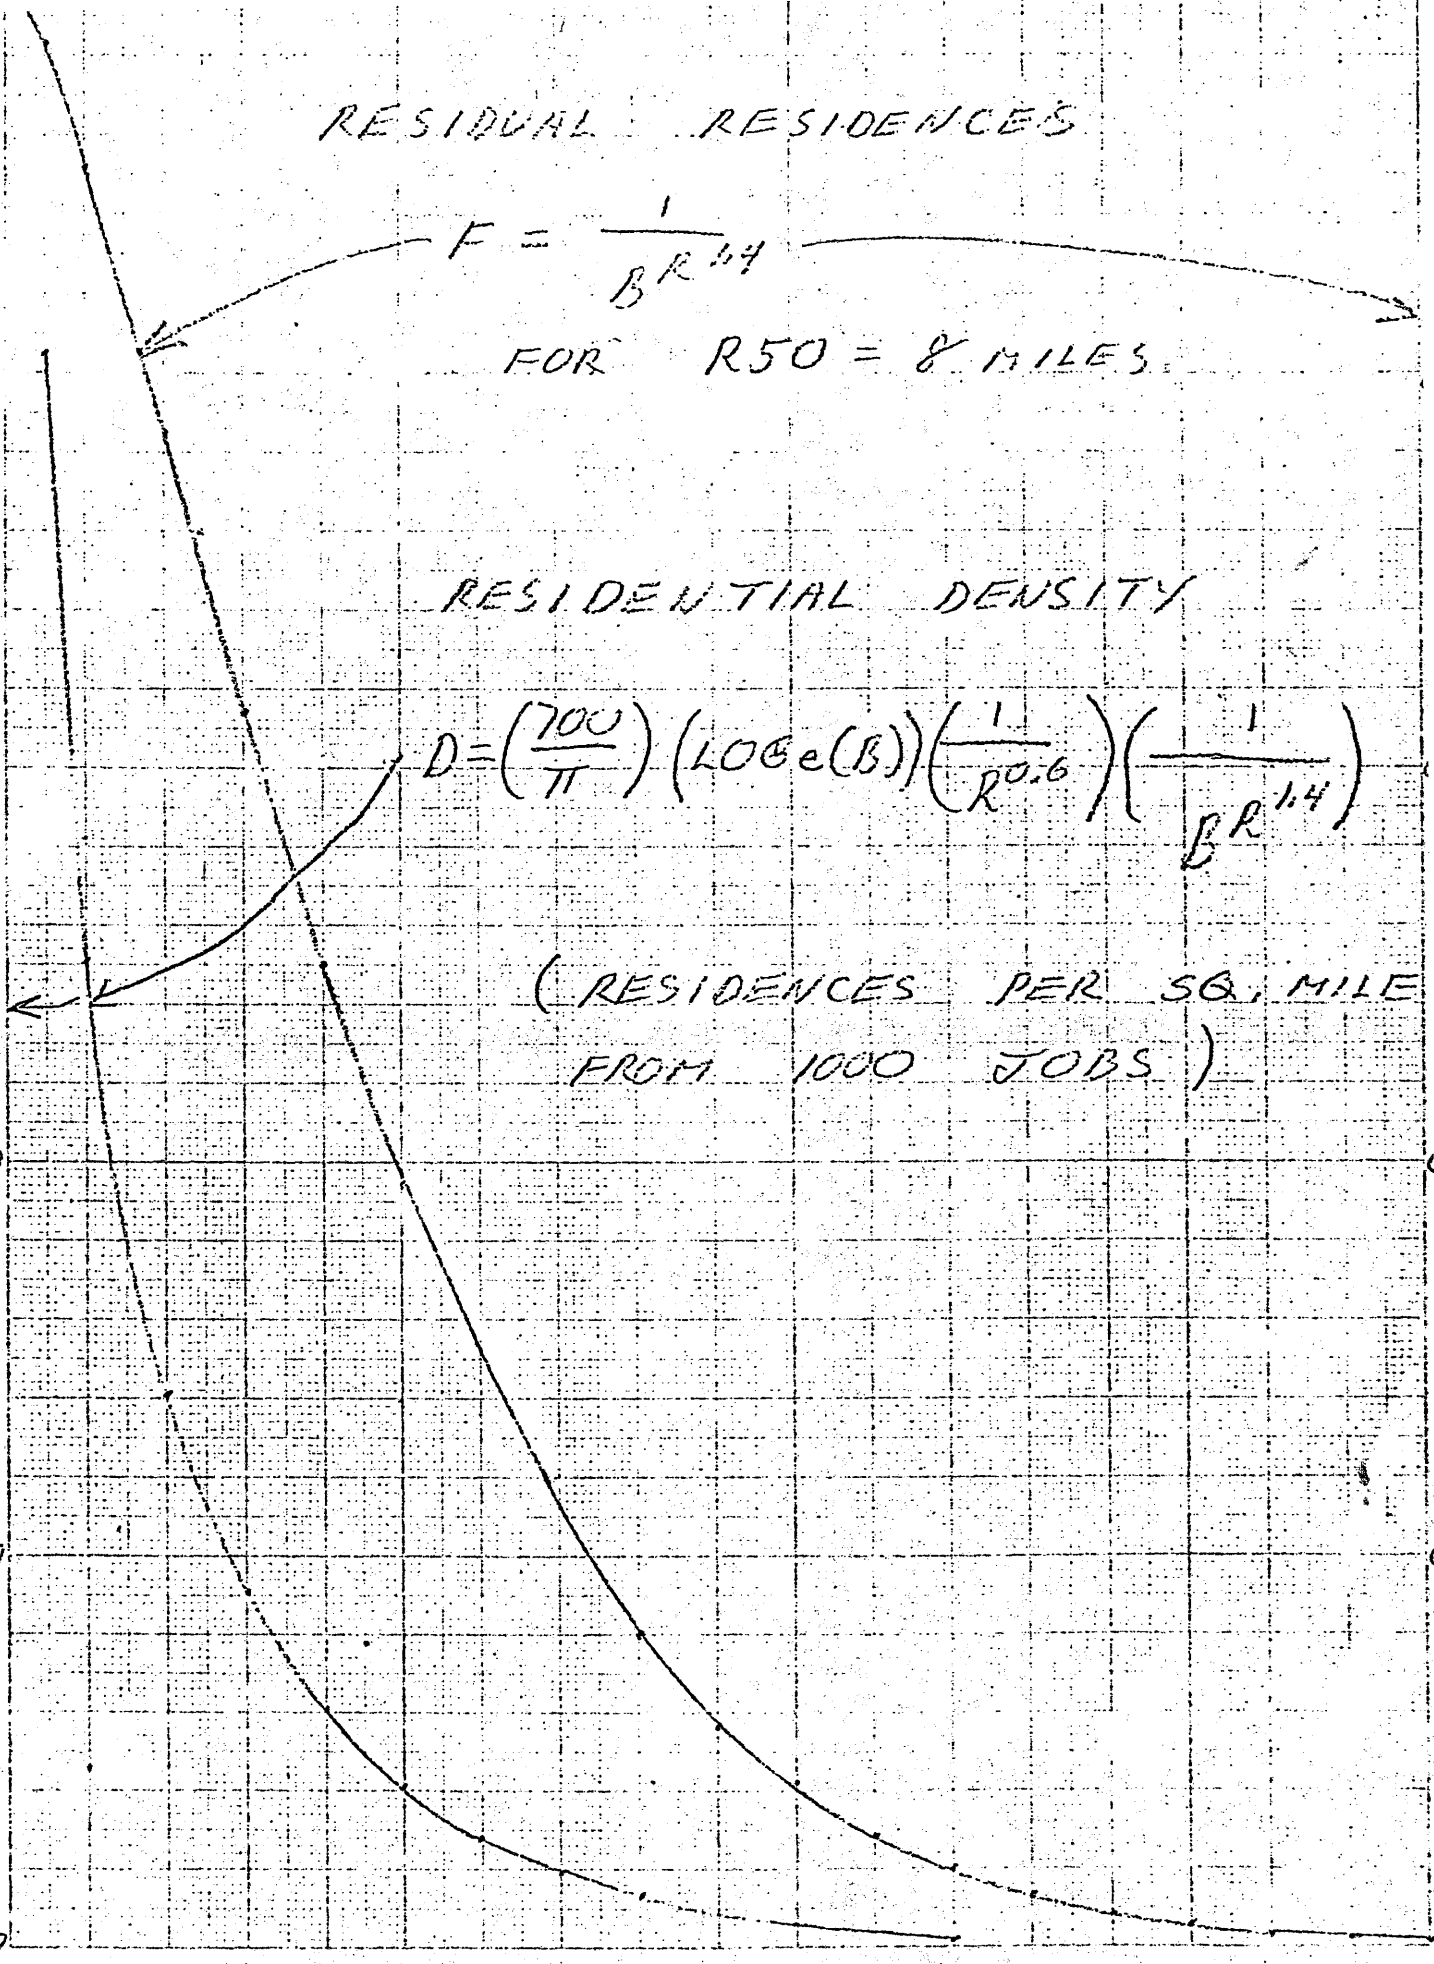 RESIDUAL RESIDENCES
F = 1 / B^R^1.4
FOR R50 = 8 MILES
RESIDENTIAL DENSITY
D = (700/π) (LOGe(B)) (1/R^0.6) (1/B^R^1.4)
(RESIDENCES PER SQ. MILE
FROM 1000 JOBS)